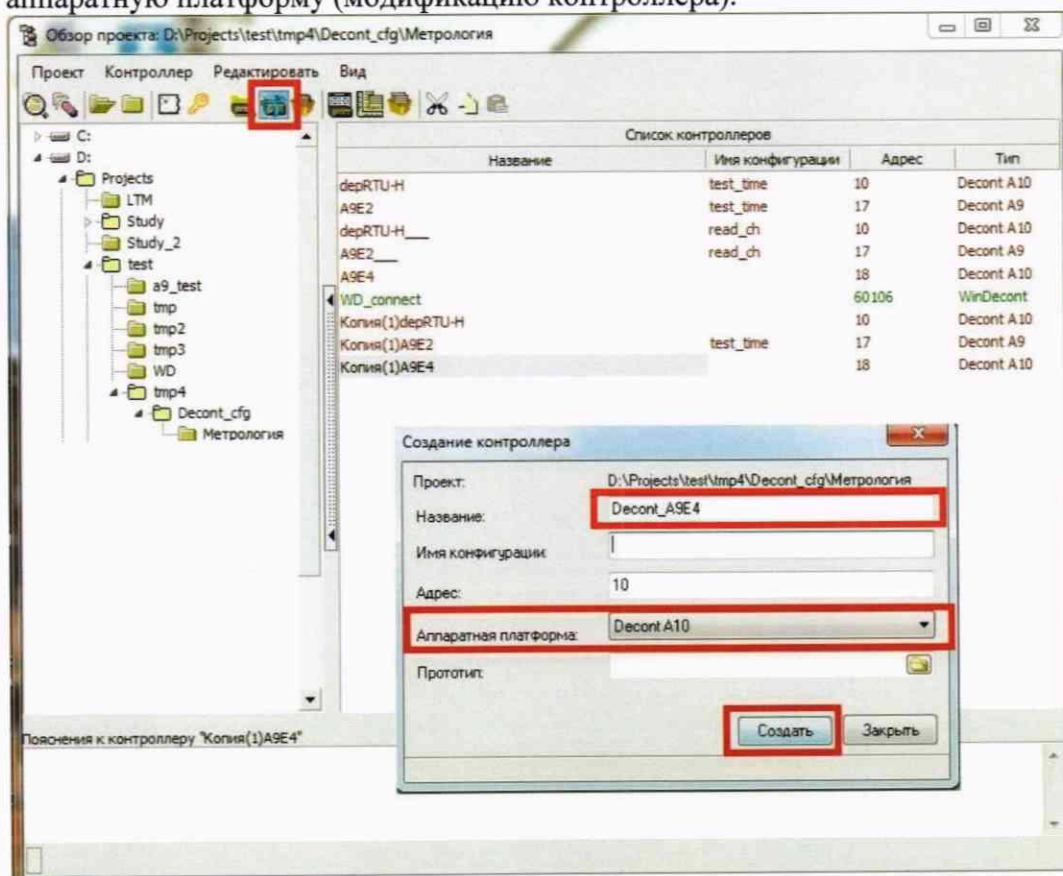 аппаратную платформу (модификацию контроллера).
Обзор проекта: D:\Projects\test\tmp4\Decont_cfg\Метрология
Проект Контроллер Редактировать Вид
C:
D:
Projects
LTM
Study
Study_2
test
a9_test
tmp
tmp2
tmp3
WD
tmp4
Decont_cfg
Метрология
Список контроллеров
Название Имя конфигурации Адрес Тип
depRTU-H test_time 10 Decont A10
A9E2 test_time 17 Decont A9
depRTU-H___ read_ch 10 Decont A10
A9E2___ read_ch 17 Decont A9
A9E4 18 Decont A10
WD_connect 60106 WinDecont
Копия(1)depRTU-H 10 Decont A10
Копия(1)A9E2 test_time 17 Decont A9
Копия(1)A9E4 18 Decont A10
Создание контроллера
Проект: D:\Projects\test\tmp4\Decont_cfg\Метрология
Название: Decont_A9E4
Имя конфигурации:
Адрес: 10
Аппаратная платформа: Decont A10
Прототип:
Создать Закрыть
Пояснения к контроллеру "Копия(1)A9E4"